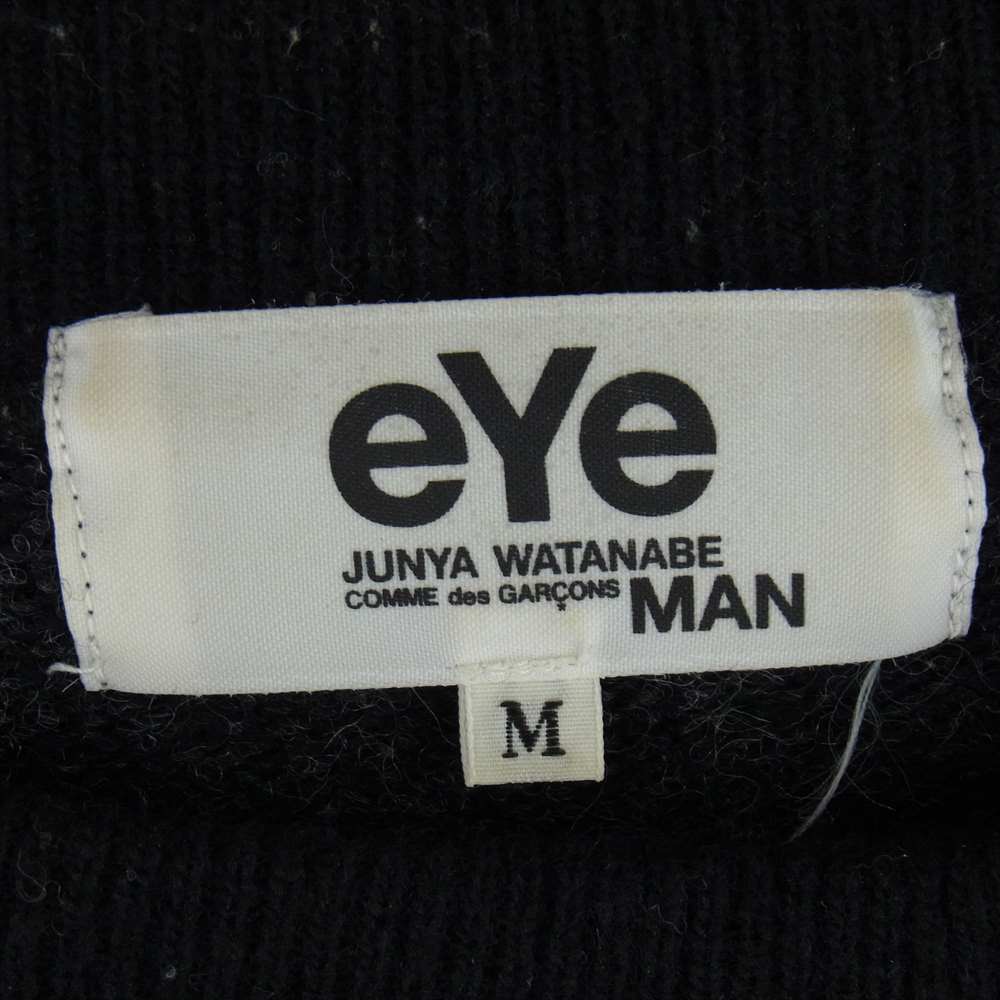 eYe
JUNYA WATANABE
COMME des GARÇONS MAN
M